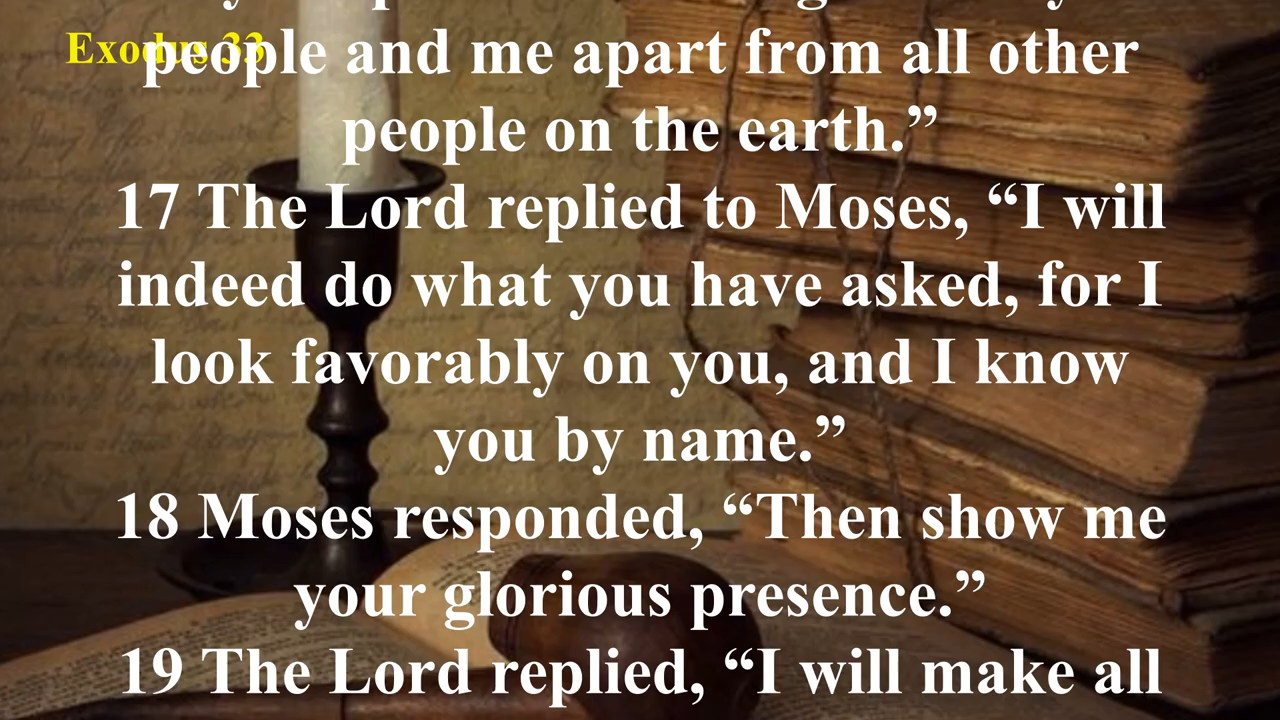 Exodus 33
people and me apart from all other
people on the earth.”
17 The Lord replied to Moses, “I will
indeed do what you have asked, for I
look favorably on you, and I know
you by name.”
18 Moses responded, “Then show me
your glorious presence.”
19 The Lord replied, “I will make all